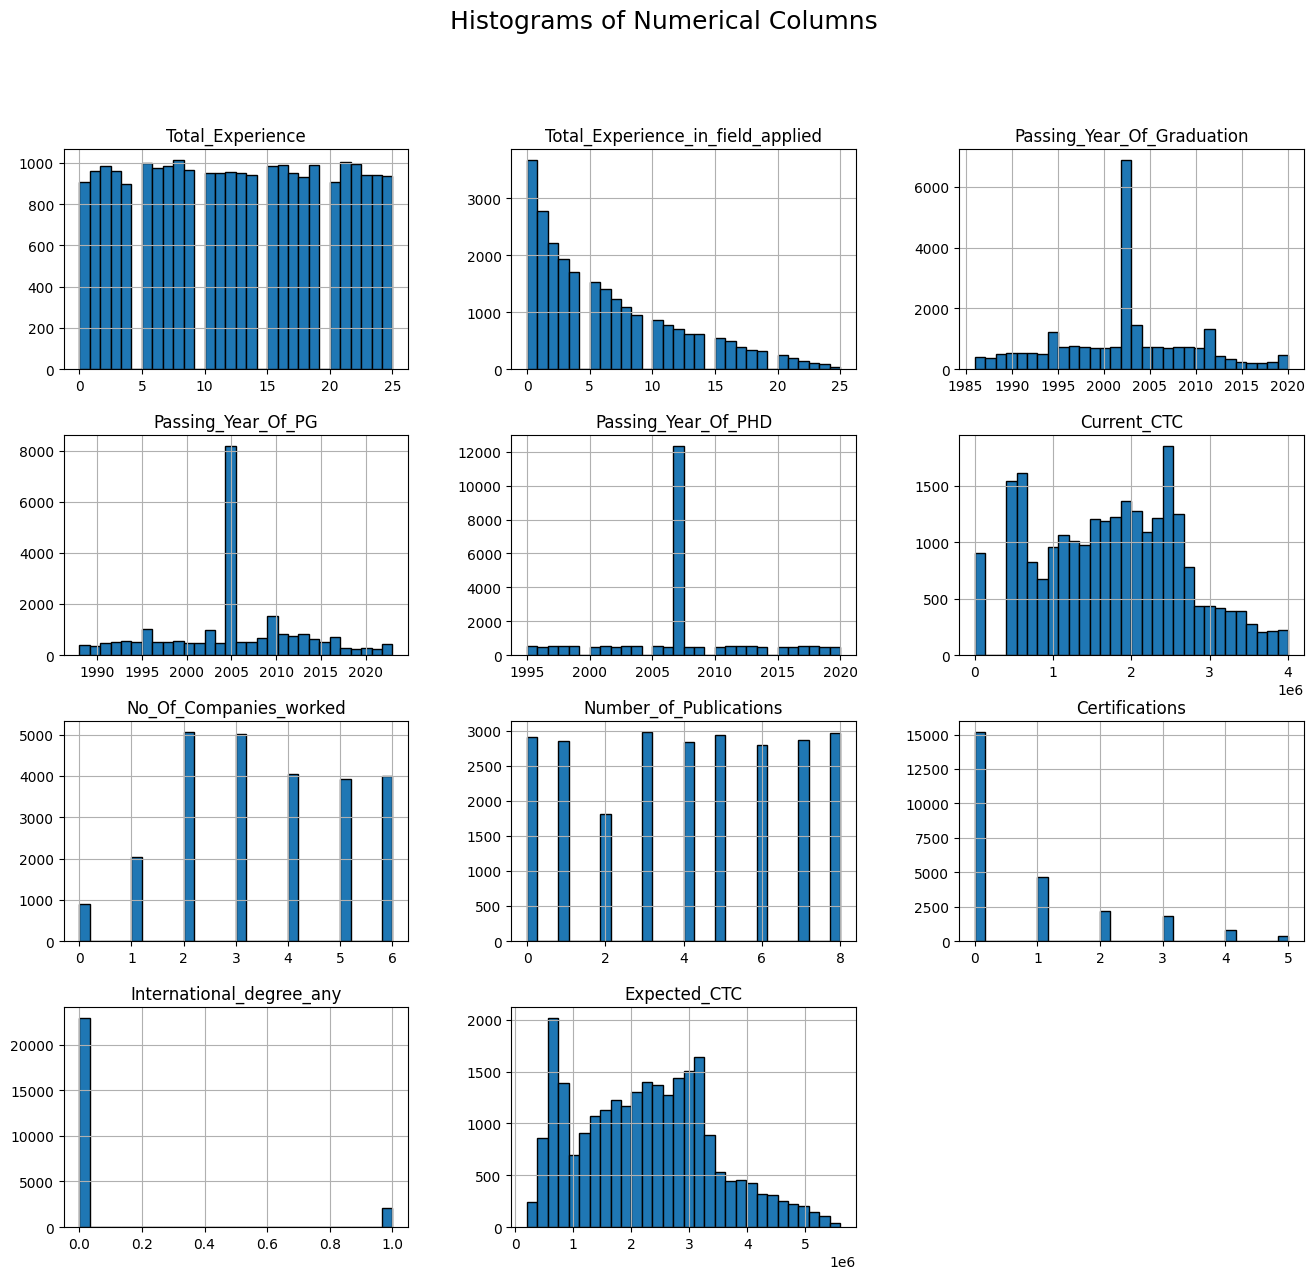 Histograms of Numerical Columns
Total_Experience
1000
800
600
400
200
0
0 5 10 15 20 25
Total_Experience_in_field_applied
3000
2000
1000
0
0 5 10 15 20 25
Passing_Year_Of_Graduation
6000
4000
2000
0
1985 1990 1995 2000 2005 2010 2015 2020
Passing_Year_Of_PG
8000
6000
4000
2000
0
1990 1995 2000 2005 2010 2015 2020
Passing_Year_Of_PHD
12000
10000
8000
6000
4000
2000
0
1995 2000 2005 2010 2015 2020
Current_CTC
1500
1000
500
0
0 1 2 3 4
1e6
No_Of_Companies_worked
5000
4000
3000
2000
1000
0
0 1 2 3 4 5 6
Number_of_Publications
3000
2500
2000
1500
1000
500
0
0 2 4 6 8
Certifications
15000
12500
10000
7500
5000
2500
0
0 1 2 3 4 5
International_degree_any
20000
15000
10000
5000
0
0.0 0.2 0.4 0.6 0.8 1.0
Expected_CTC
2000
1500
1000
500
0
0 1 2 3 4 5
1e6